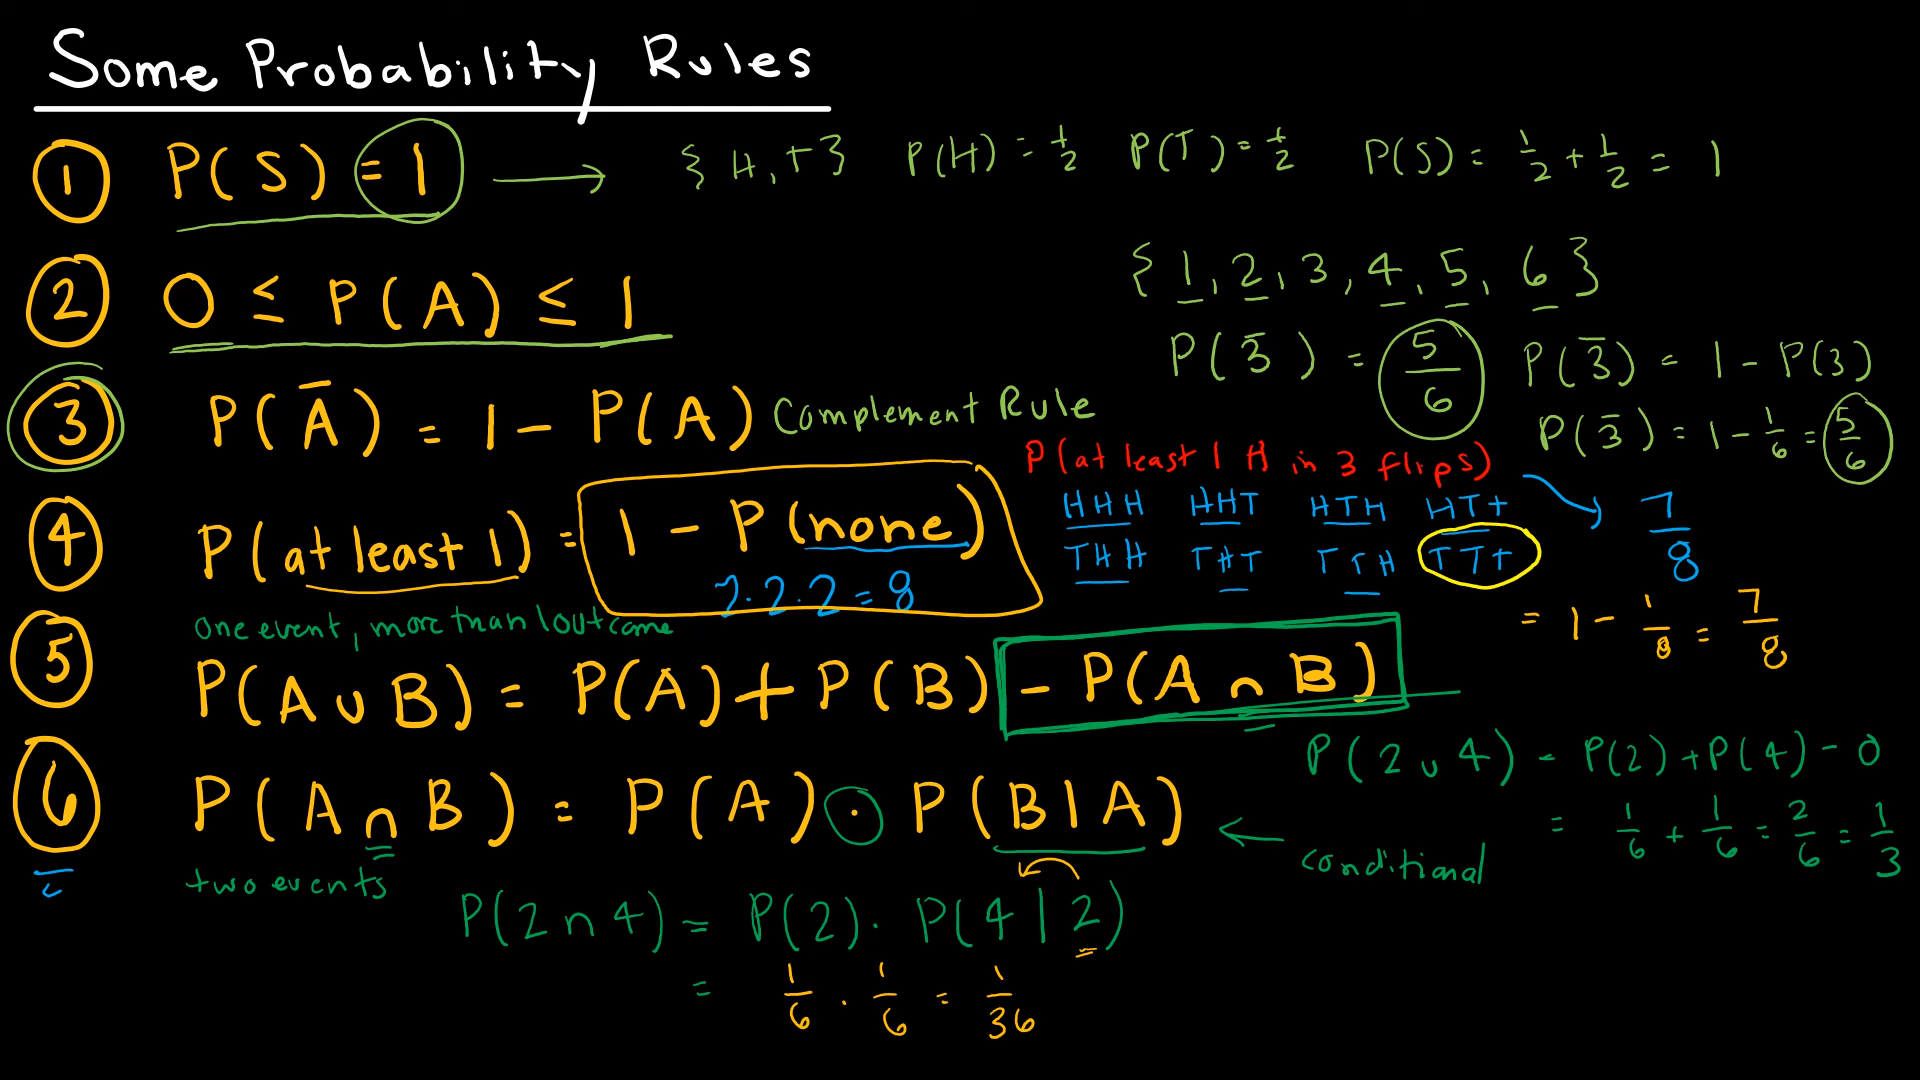 Some Probability Rules
① P(S) = 1 → {H, T} P(H) = 1/2 P(T) = 1/2 P(S) = 1/2 + 1/2 = 1
{1, 2, 3, 4, 5, 6}
② 0 ≤ P(A) ≤ 1
P(3̅) = 5/6 P(3̅) = 1 - P(3)
③ P(A̅) = 1 - P(A) Complement Rule
P(3̅) = 1 - 1/6 = 5/6
P(at least 1 H in 3 flips)
HHH HHT HTH HTT → 7/8
④ P(at least 1) = 1 - P(none)
THH THT TTH TTT
2·2·2 = 8
= 1 - 1/8 = 7/8
one event, more than 1 outcome
⑤ P(A ∪ B) = P(A) + P(B) - P(A ∩ B)
P(2 ∪ 4) = P(2) + P(4) - 0
⑥ P(A ∩ B) = P(A) · P(B|A) ← conditional
= 1/6 + 1/6 = 2/6 = 1/3
two events
P(2 ∩ 4) = P(2) · P(4|2)
= 1/6 · 1/6 = 1/36